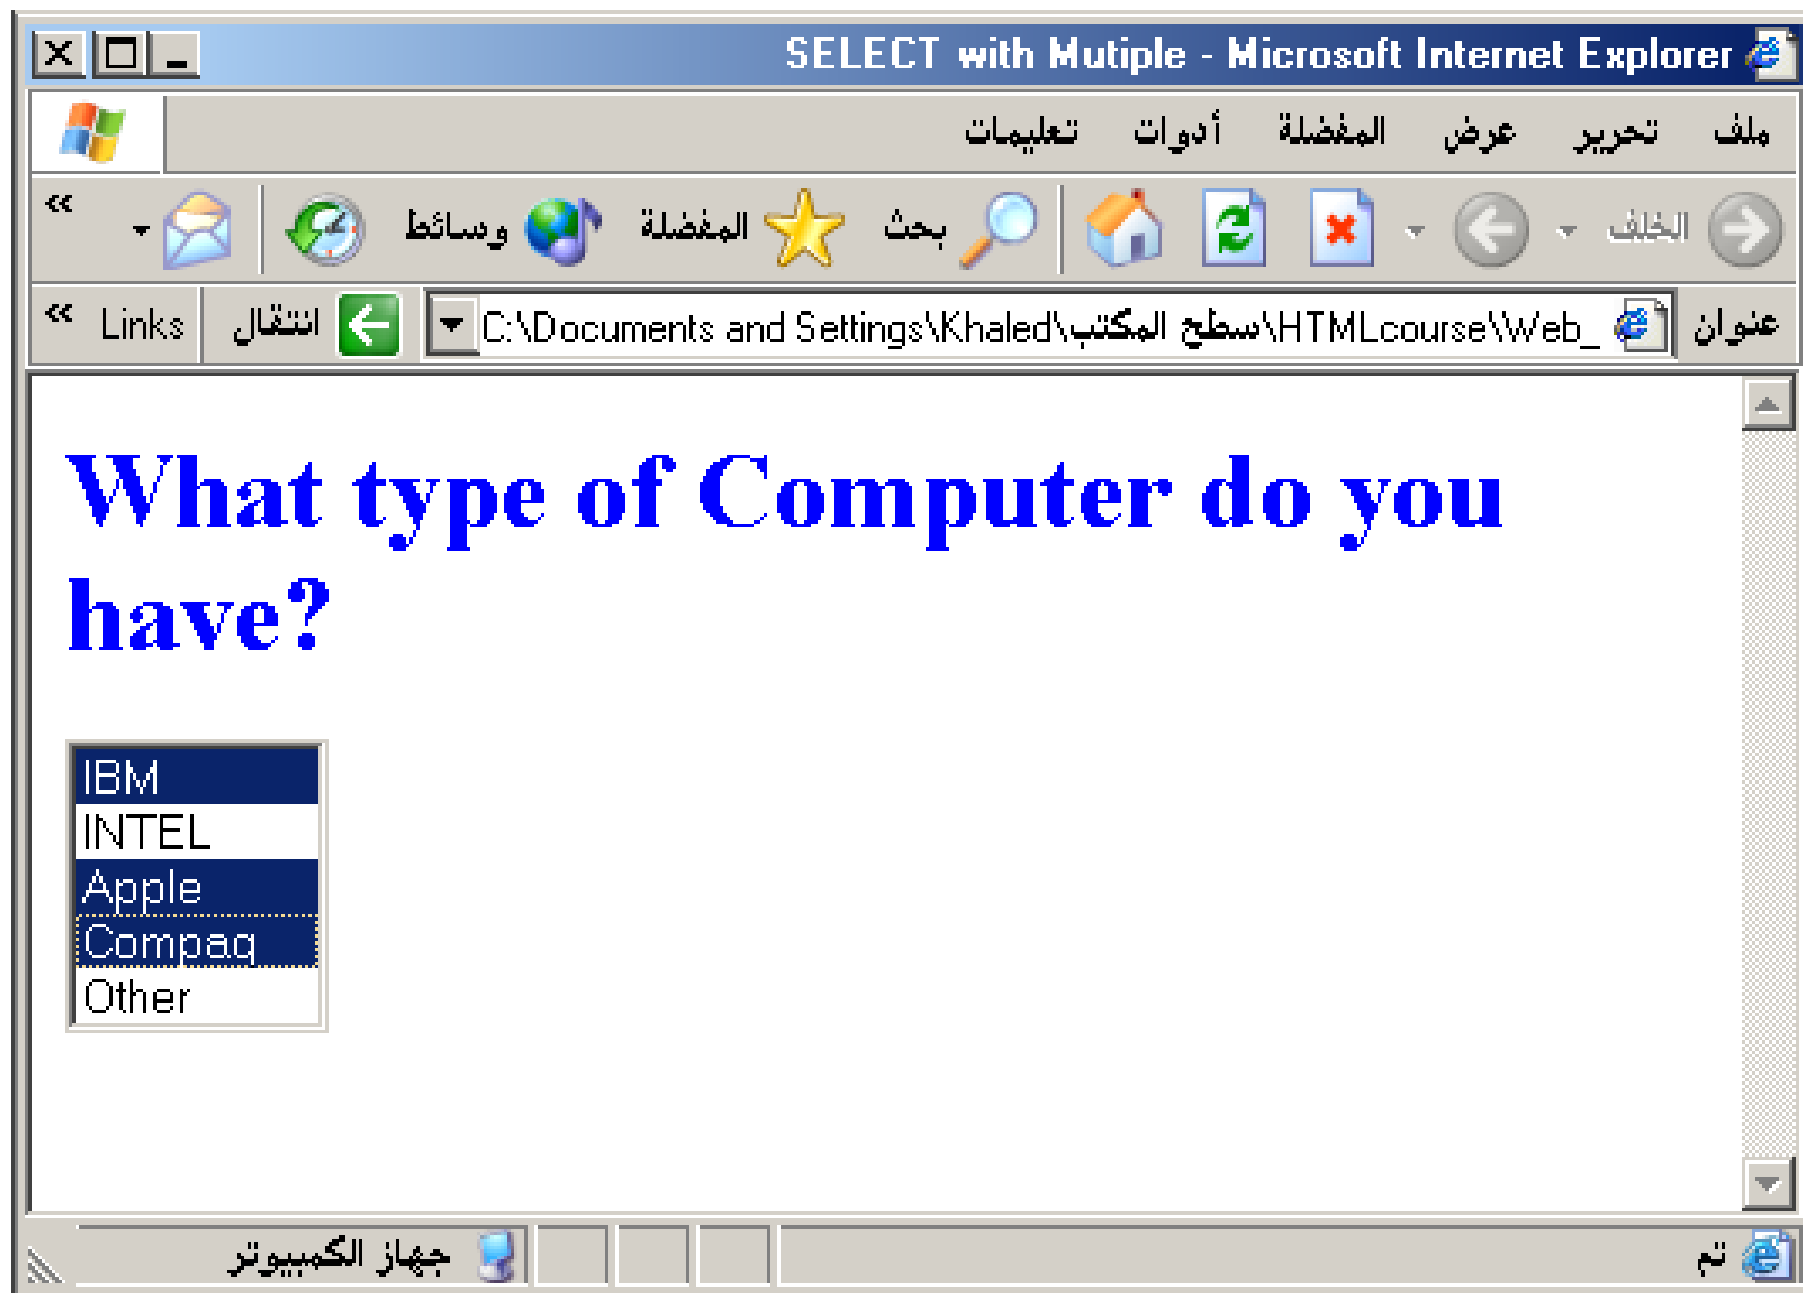 SELECT with Mutiple - Microsoft Internet Explorer
ملف تحرير عرض المفضلة أدوات تعليمات
الخلف بحث المفضلة وسائط »
عنوان C:\Documents and Settings\Khaled\سطح المكتب\HTMLcourse\Web_ انتقال Links »
What type of Computer do you
have?
IBM
INTEL
Apple
Compaq
Other
تم جهاز الكمبيوتر